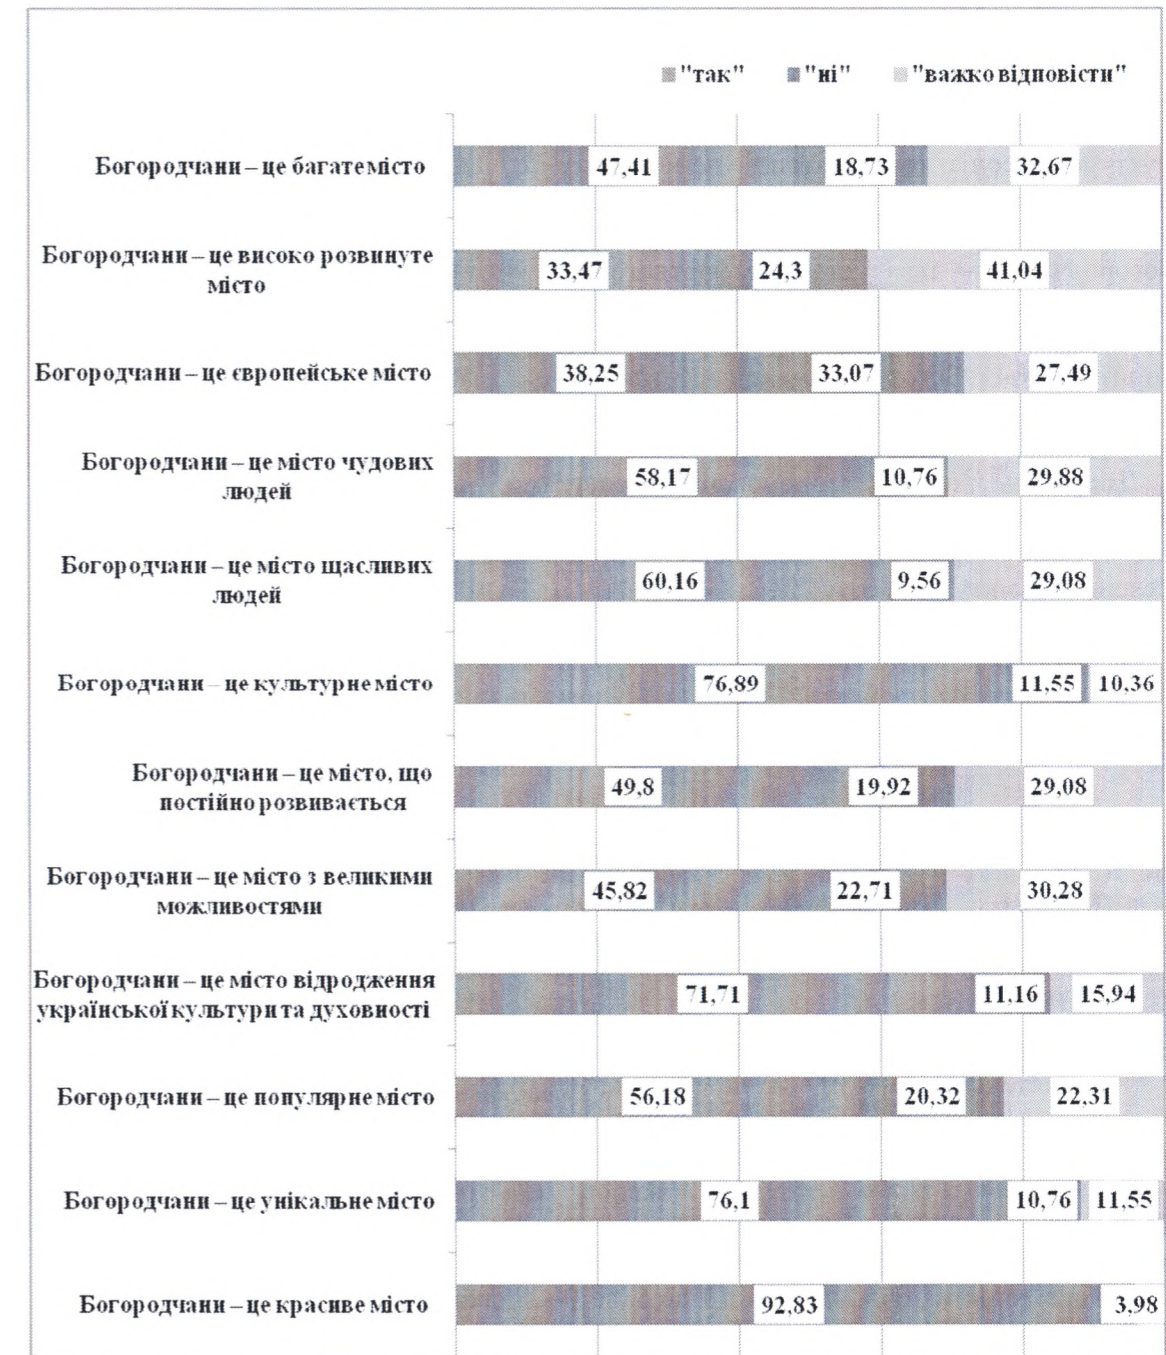 "так" "ні" "важко відповісти"
Богородчани – це багате місто 47,41 18,73 32,67
Богородчани – це високо розвинуте
місто
33,47 24,3 41,04
Богородчани – це європейське місто 38,25 33,07 27,49
Богородчани – це місто чудових
людей
58,17 10,76 29,88
Богородчани – це місто щасливих
людей
60,16 9,56 29,08
Богородчани – це культурне місто 76,89 11,55 10,36
Богородчани – це місто, що
постійно розвивається
49,8 19,92 29,08
Богородчани – це місто з великими
можливостями
45,82 22,71 30,28
Богородчани – це місто відродження
української культури та духовності
71,71 11,16 15,94
Богородчани – це популярне місто 56,18 20,32 22,31
Богородчани – це унікальне місто 76,1 10,76 11,55
Богородчани – це красиве місто 92,83 3,98